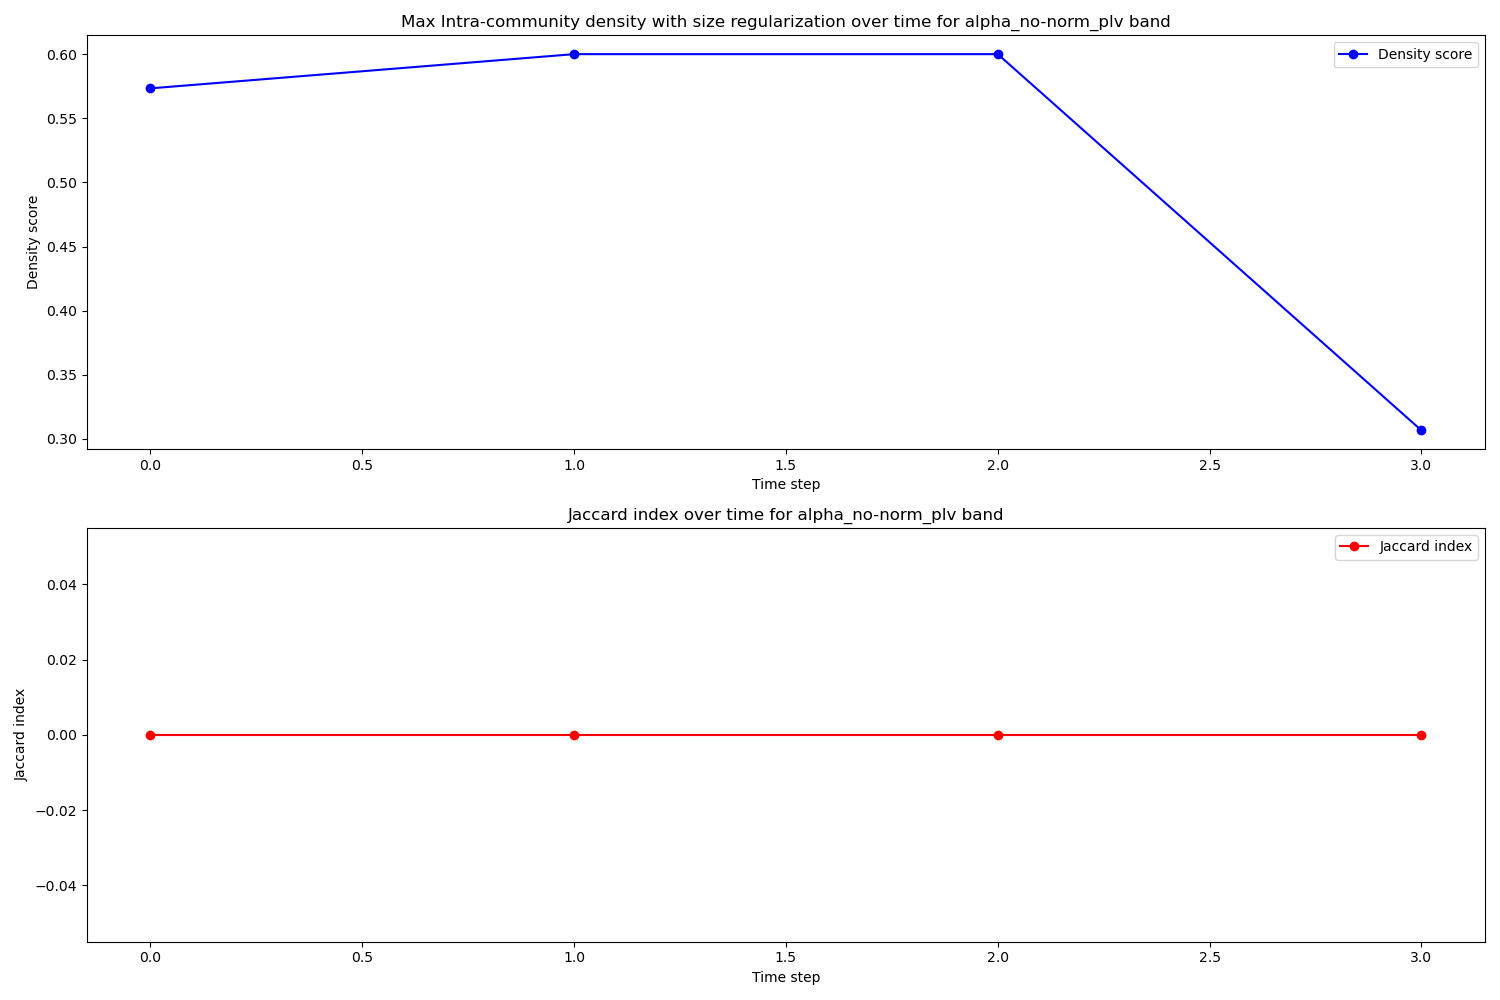 Max Intra-community density with size regularization over time for alpha_no-norm_plv band
Density score
0.60
0.55
0.50
0.45
0.40
0.35
0.30
Density score
0.0 0.5 1.0 1.5 2.0 2.5 3.0
Time step
Jaccard index over time for alpha_no-norm_plv band
Jaccard index
0.04
0.02
0.00
−0.02
−0.04
Jaccard index
0.0 0.5 1.0 1.5 2.0 2.5 3.0
Time step